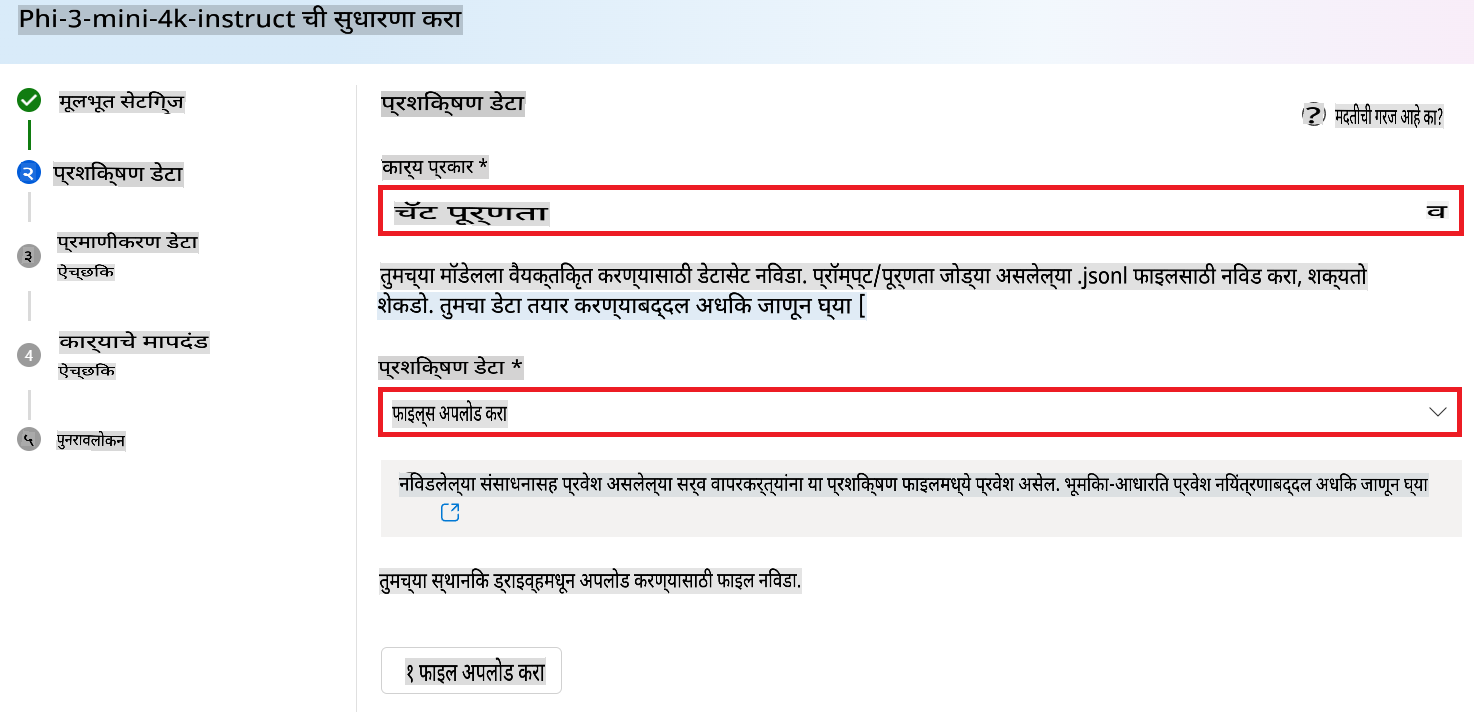 Phi-3-mini-4k-instruct ची सुधारणा करा
मूलभूत सेटिग्िज
२ प्रशिक्षण डेटा
३ प्रमाणीकरण डेटा
ऐच्छिक
4 कार्याचे मापदंड
ऐच्छिक
५ पुनरावलोकन
प्रशिक्षण डेटा
? मदतीची गरज आहे का?
कार्य प्रकार *
चॅट पूर्णता व
तुमच्या मॉडेलला वैयक्तिकृत करण्यासाठी डेटासेट निवडा. प्रॉम्प्ट/पूर्णता जोड्या असलेल्या .jsonl फाइलसाठी निवड करा, शक्यतो
शेकडो. तुमचा डेटा तयार करण्याबद्दल अधिक जाणून घ्या [
प्रशिक्षण डेटा *
फाइल्स अपलोड करा
निवडलेल्या संसाधनासह प्रवेश असलेल्या सर्व वापरकर्त्यांना या प्रशिक्षण फाइलमध्ये प्रवेश असेल. भूमिका-आधारित प्रवेश नियंत्रणाबद्दल अधिक जाणून घ्या
तुमच्या स्थानिक ड्राइव्हमधून अपलोड करण्यासाठी फाइल निवडा.
१ फाइल अपलोड करा